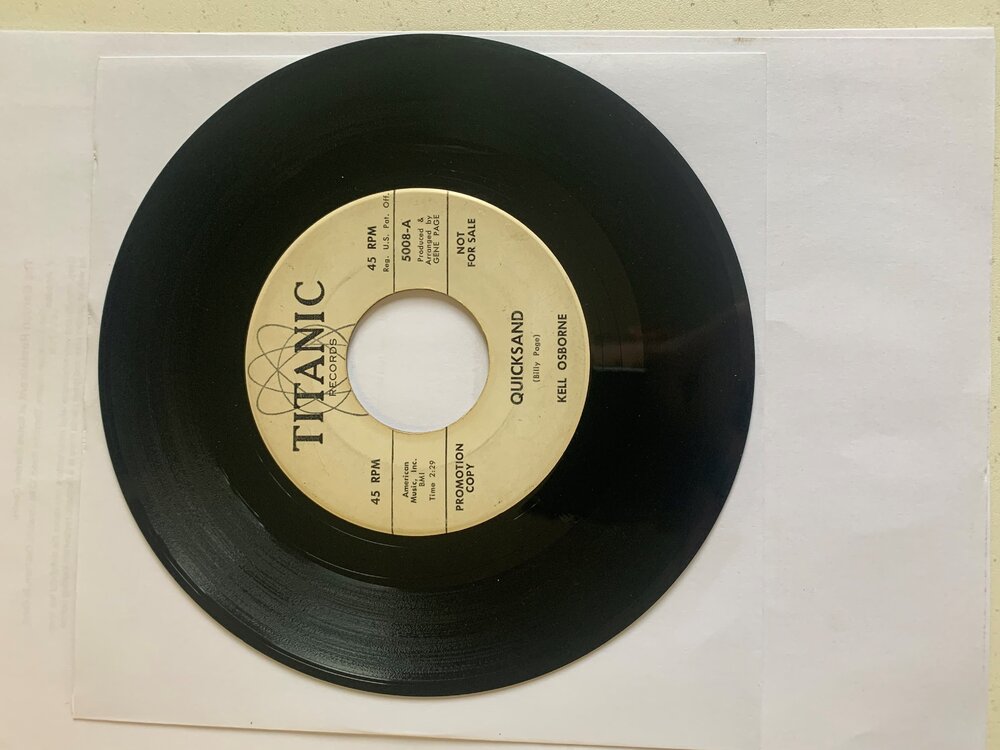 TITANIC
RECORDS
45 RPM
45 RPM
Reg. U.S. Pat. Off.
American
Music, Inc.
BMI
Time 2:29
5008-A
Produced &
Arranged by
GENE PAGE
PROMOTION
COPY
NOT
FOR SALE
QUICKSAND
(Billy Page)
KELL OSBORNE